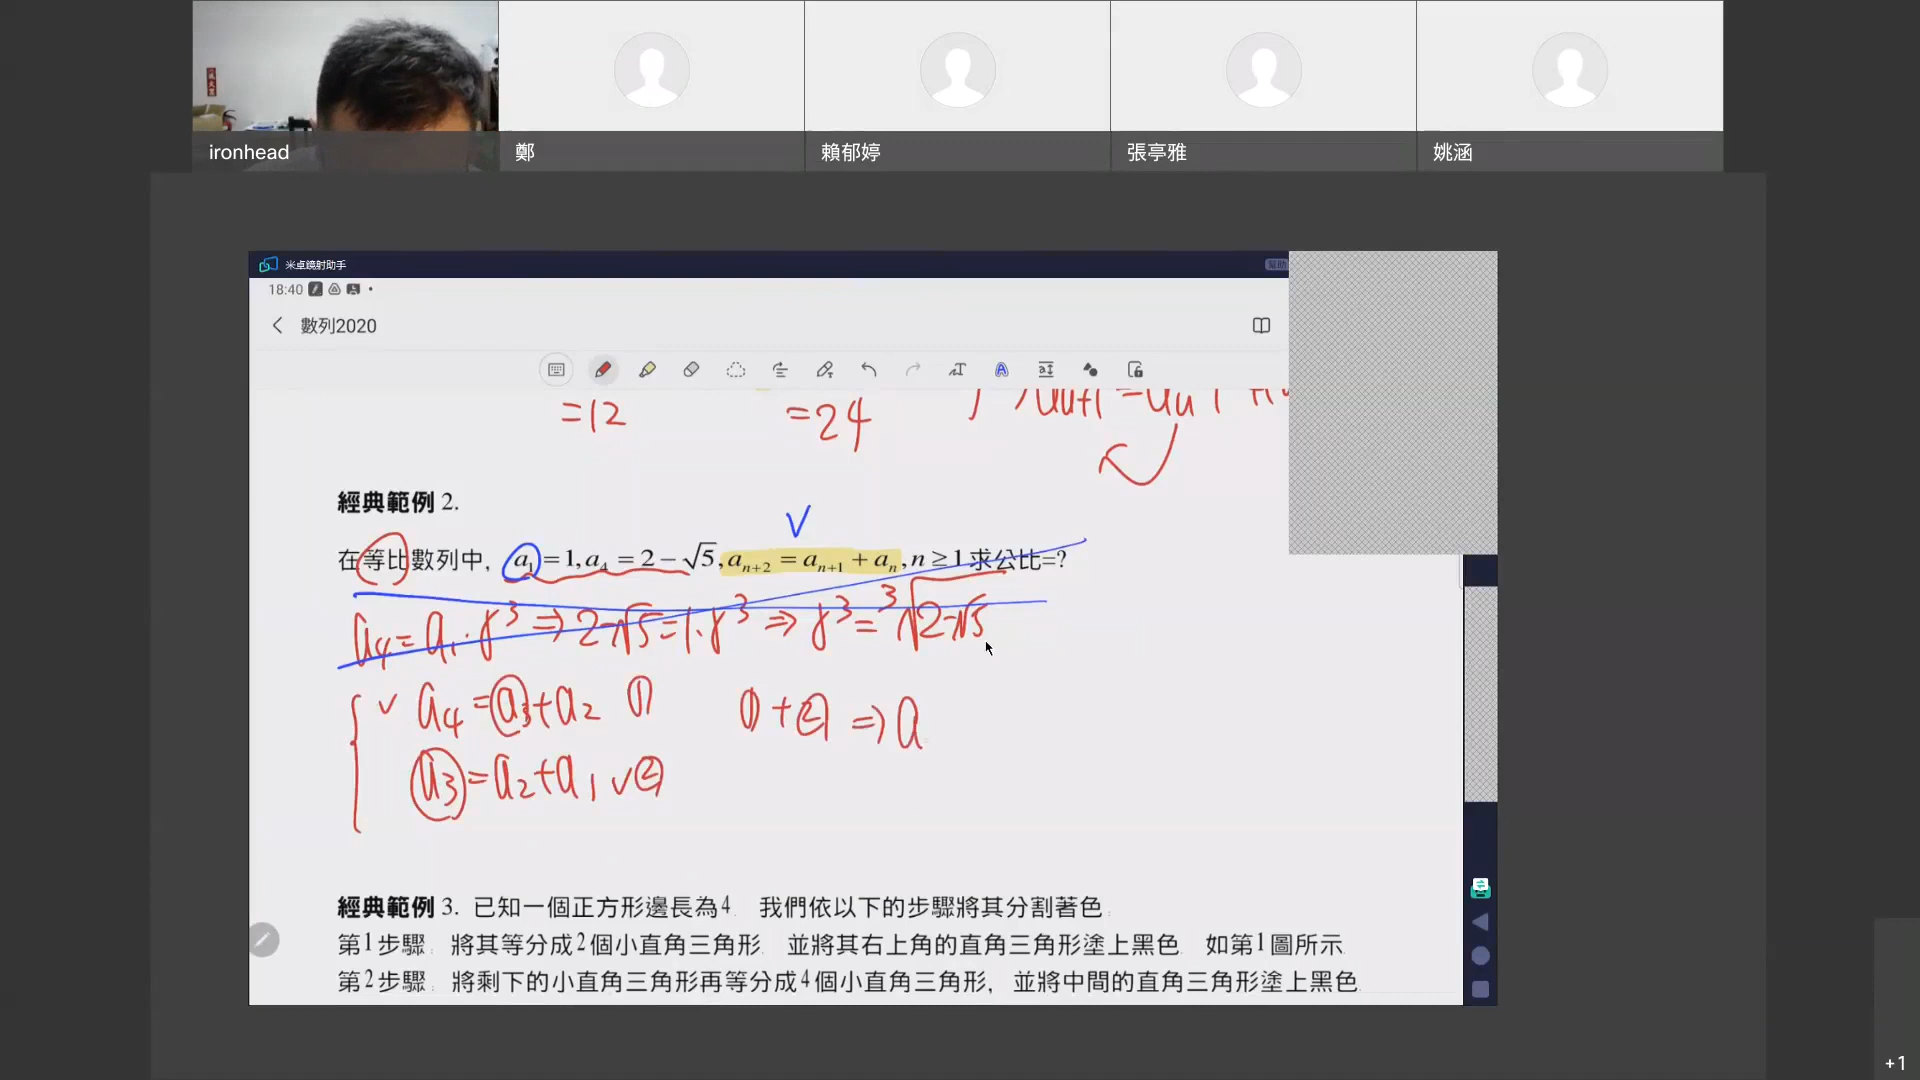 ironhead
鄭
賴郁婷
張亭雅
姚涵
米卓鏡射助手
幫助
18:40
數列2020
=12
=24
經典範例 2.
V
在等比數列中, a₁=1, a₄=2-√5, aₙ₊₂=aₙ₊₁+aₙ, n≥1 求公比=?
a₄=a₁·r³⇒2-√5=1·r³⇒r³=³√2-√5
✓ a₄=a₃+a₂ ①
①+②⇒a
a₃=a₂+a₁ ✓②
經典範例 3. 已知一個正方形邊長為4. 我們依以下的步驟將其分割著色.
第1步驟. 將其等分成2個小直角三角形. 並將其右上角的直角三角形塗上黑色. 如第1圖所示.
第2步驟. 將剩下的小直角三角形再等分成4個小直角三角形, 並將中間的直角三角形塗上黑色.
+1